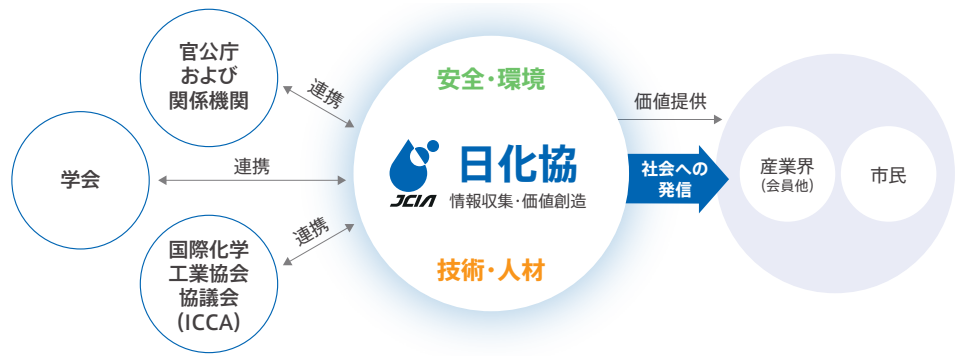 官公庁
および
関係機関
学会
国際化学
工業協会
協議会
(ICCA)
連携
連携
連携
安全・環境
日化協
JCIA
情報収集・価値創造
技術・人材
価値提供
社会への
発信
産業界
(会員他)
市民